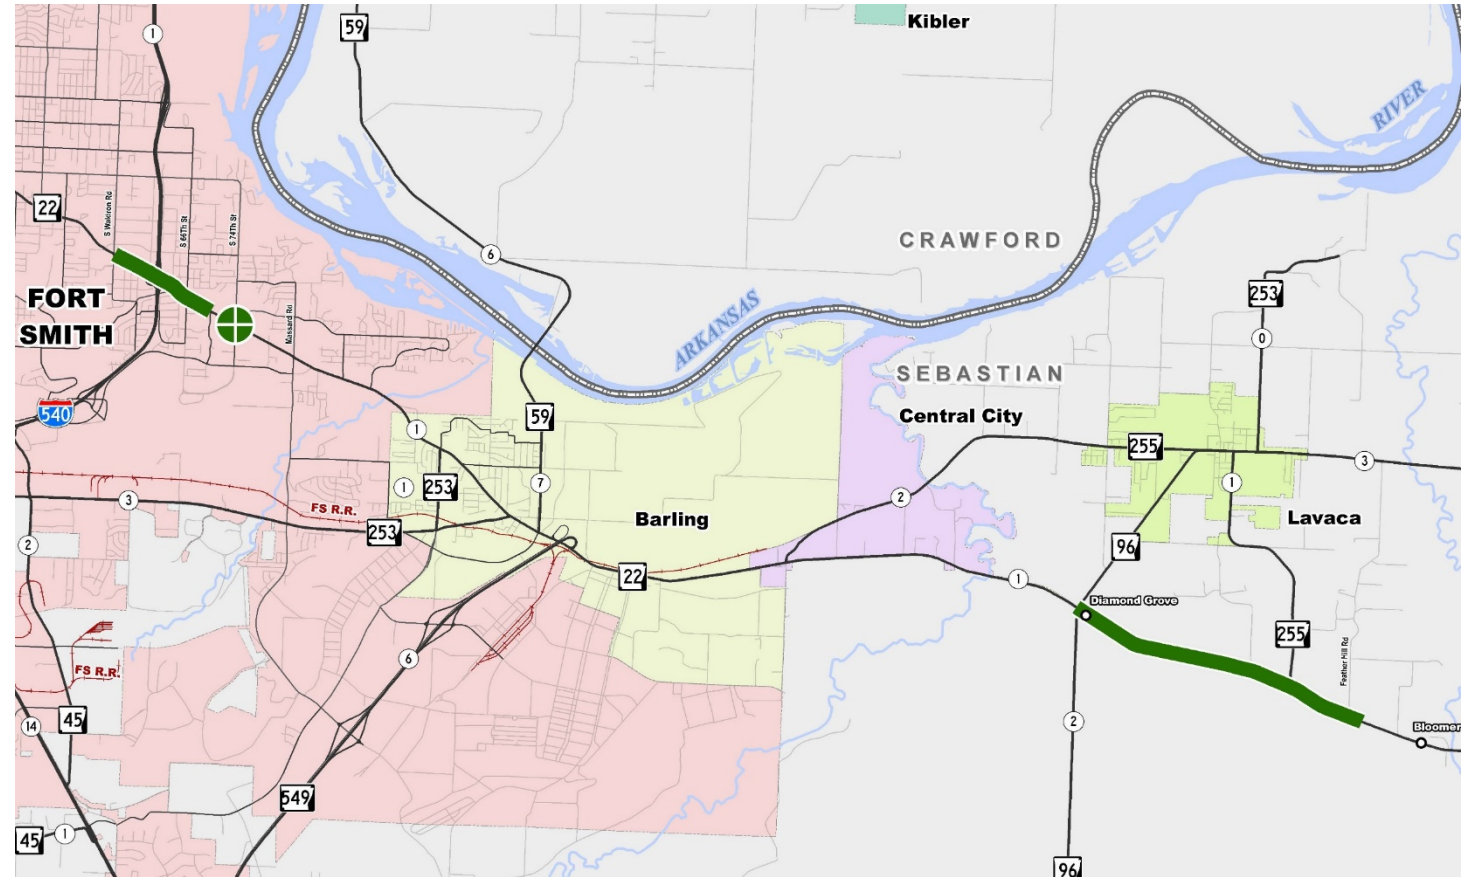 1
59
Kibler
RIVER
22
S Waldron Rd
S 66Th St
S 74Th St
6
CRAWFORD
253
FORT
SMITH
Massard Rd
ARKANSAS
0
SEBASTIAN
540
59
Central City
1
255
3
1
253
7
2
1
3
FS R.R.
253
Barling
Lavaca
2
96
22
1
Diamond Grove
255
Feather Hill Rd
6
FS R.R.
45
14
2
Bloomer
549
45
1
96